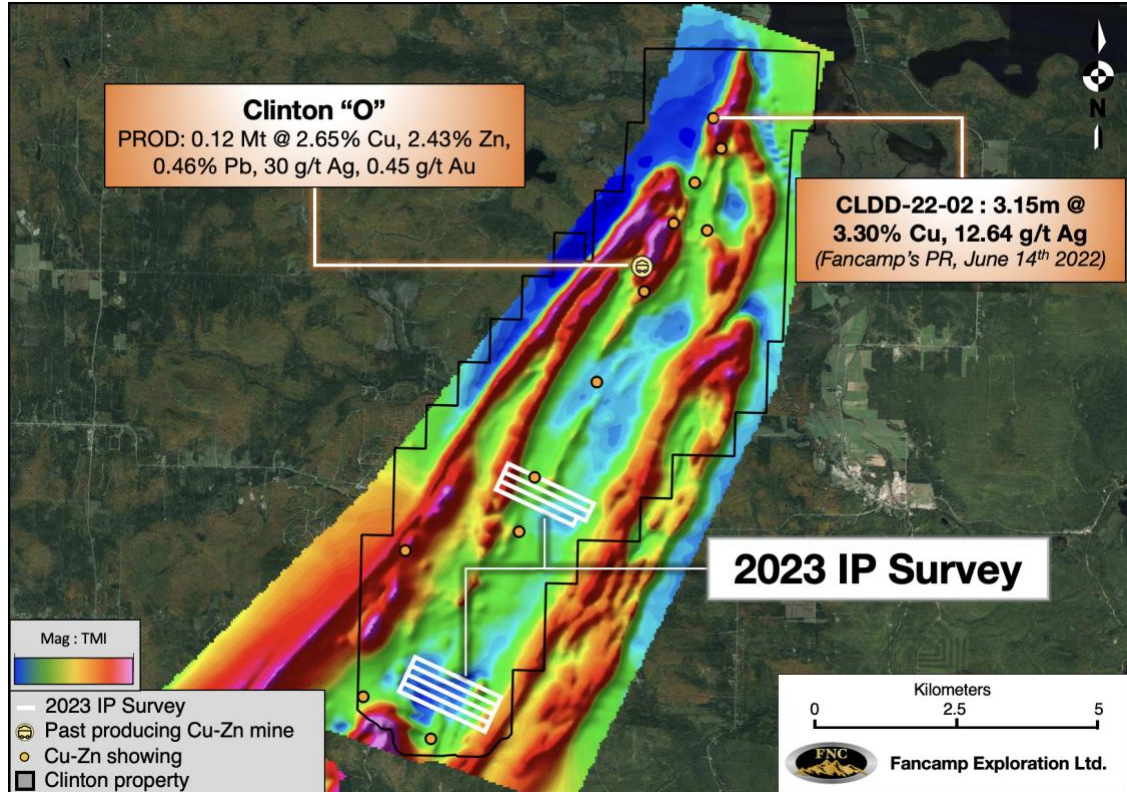 Clinton “O”
PROD: 0.12 Mt @ 2.65% Cu, 2.43% Zn,
0.46% Pb, 30 g/t Ag, 0.45 g/t Au
N
CLDD-22-02 : 3.15m @
3.30% Cu, 12.64 g/t Ag
(Fancamp’s PR, June 14th 2022)
2023 IP Survey
Mag : TMI
2023 IP Survey
Past producing Cu-Zn mine
Cu-Zn showing
Clinton property
Kilometers
0 2.5 5
FNC
Fancamp Exploration Ltd.